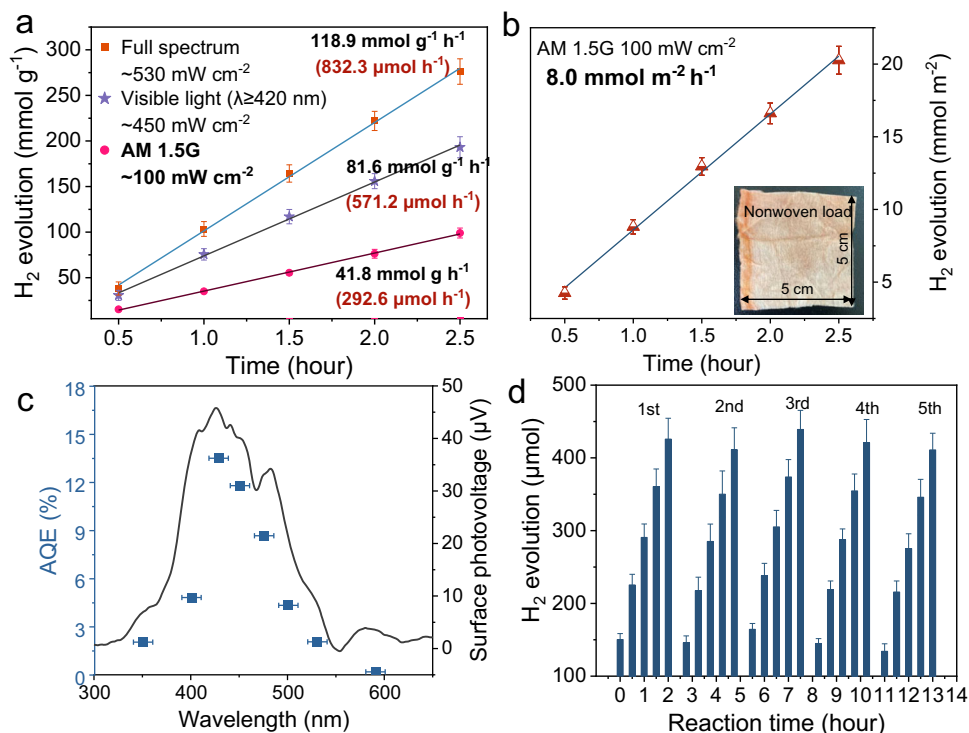 a
H₂ evolution (mmol g⁻¹)
300
250
200
150
100
50
Full spectrum
~530 mW cm⁻²
Visible light (λ≥420 nm)
~450 mW cm⁻²
AM 1.5G
~100 mW cm⁻²
118.9 mmol g⁻¹ h⁻¹
(832.3 µmol h⁻¹)
81.6 mmol g⁻¹ h⁻¹
(571.2 µmol h⁻¹)
41.8 mmol g h⁻¹
(292.6 µmol h⁻¹)
0.5 1.0 1.5 2.0 2.5
Time (hour)
b
AM 1.5G 100 mW cm⁻²
8.0 mmol m⁻² h⁻¹
Nonwoven load
5 cm
5 cm
20
15
10
5
H₂ evolution (mmol m⁻²)
0.5 1.0 1.5 2.0 2.5
Time (hour)
c
AQE (%)
18
15
12
9
6
3
0
50
40
30
20
10
0
Surface photovoltage (µV)
300 400 500 600
Wavelength (nm)
d
H₂ evolution (µmol)
500
400
300
200
100
1st 2nd 3rd 4th 5th
0 1 2 3 4 5 6 7 8 9 10 11 12 13 14
Reaction time (hour)